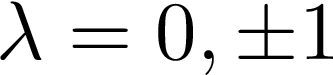 λ = 0, ±1